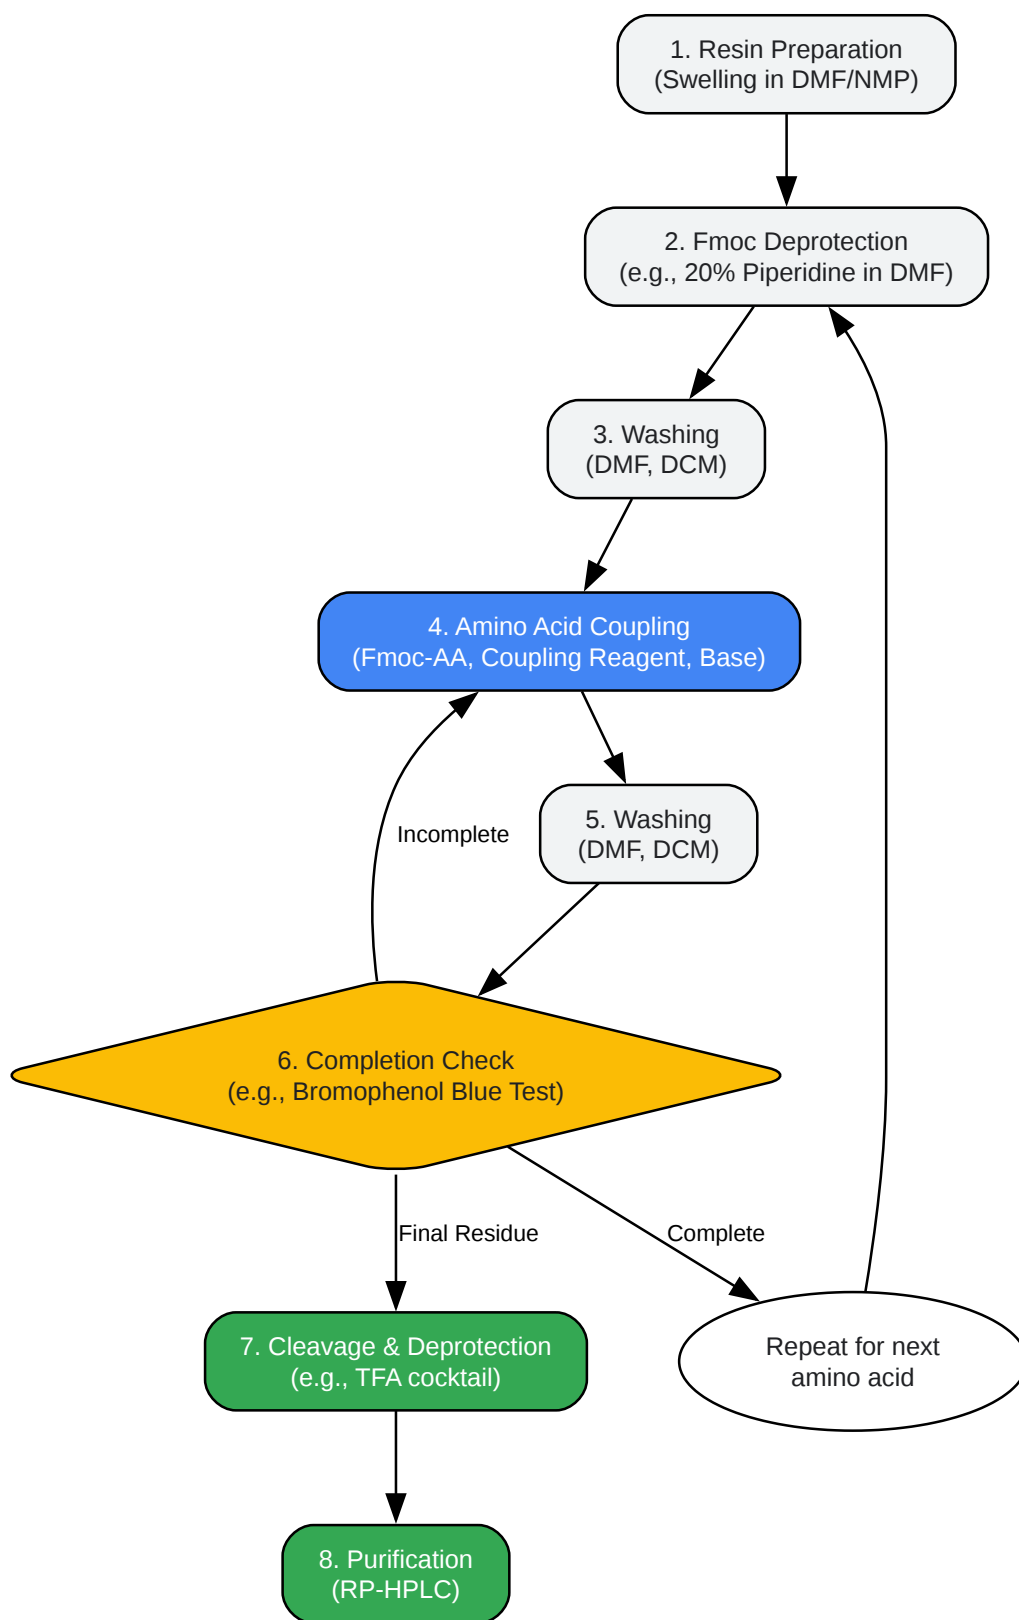 1. Resin Preparation
(Swelling in DMF/NMP)
2. Fmoc Deprotection
(e.g., 20% Piperidine in DMF)
3. Washing
(DMF, DCM)
4. Amino Acid Coupling
(Fmoc-AA, Coupling Reagent, Base)
5. Washing
(DMF, DCM)
Incomplete
6. Completion Check
(e.g., Bromophenol Blue Test)
Final Residue
Complete
7. Cleavage & Deprotection
(e.g., TFA cocktail)
Repeat for next
amino acid
8. Purification
(RP-HPLC)